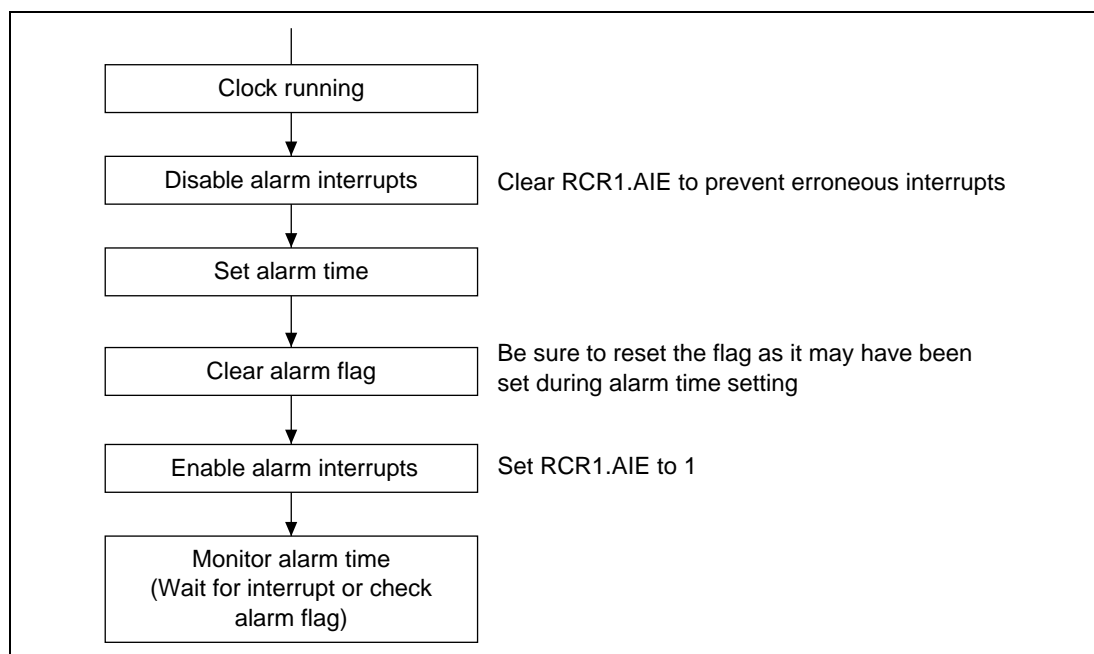 Clock running
Disable alarm interrupts
Clear RCR1.AIE to prevent erroneous interrupts
Set alarm time
Clear alarm flag
Be sure to reset the flag as it may have been
set during alarm time setting
Enable alarm interrupts
Set RCR1.AIE to 1
Monitor alarm time
(Wait for interrupt or check
alarm flag)